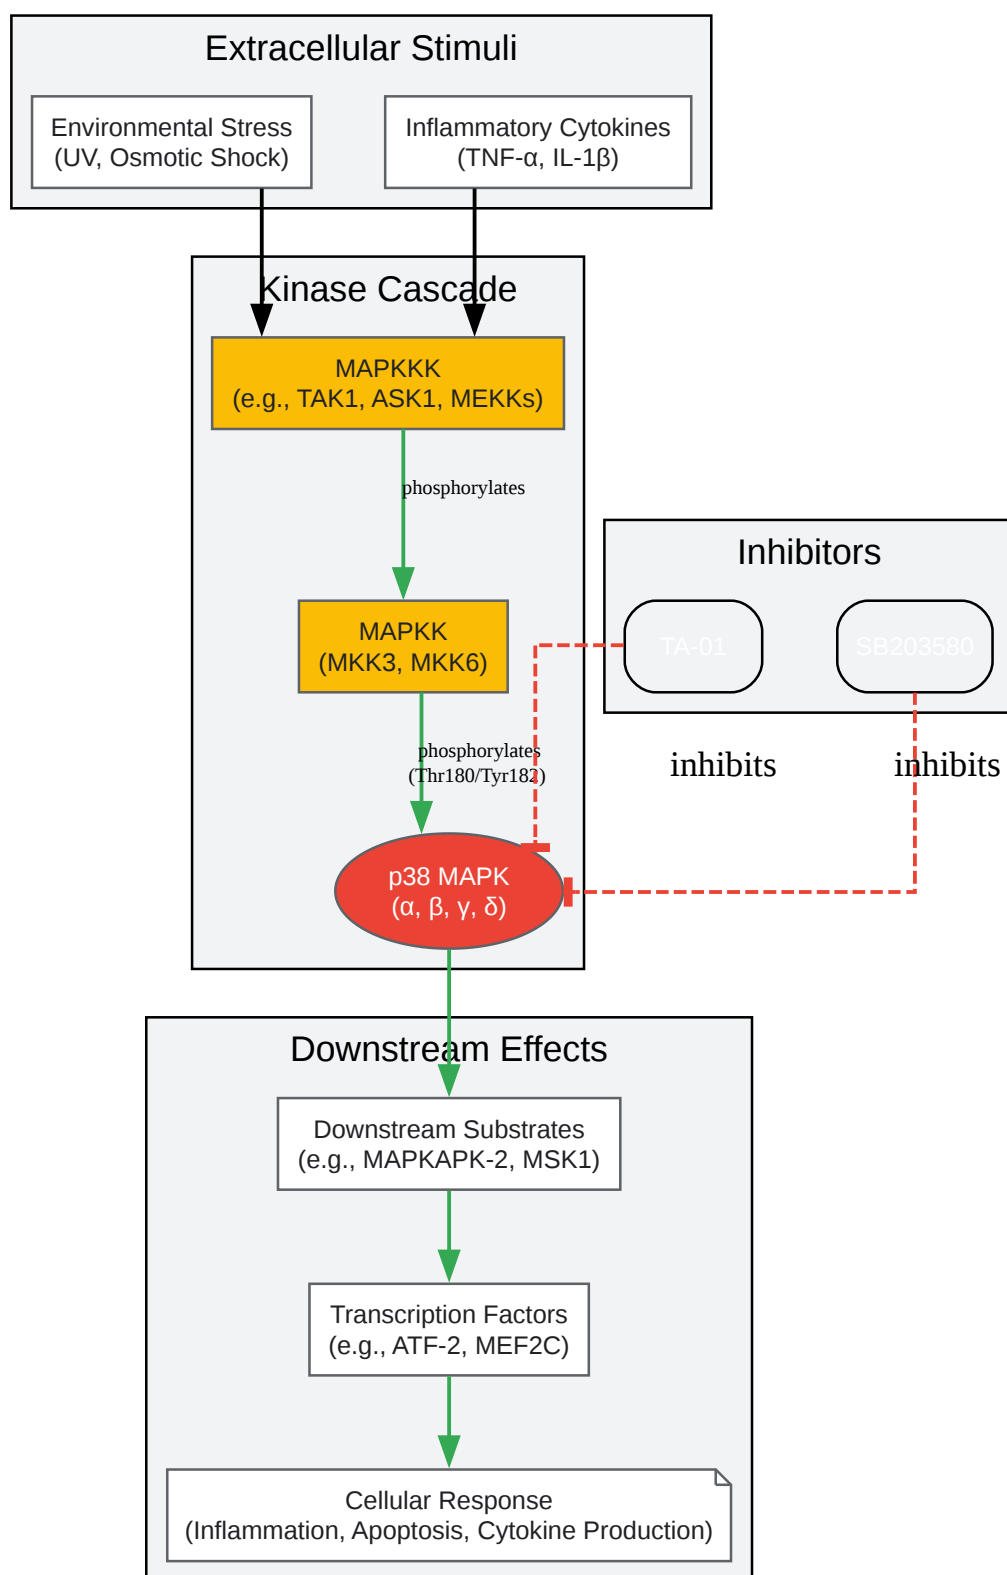 Extracellular Stimuli
Environmental Stress
(UV, Osmotic Shock)
Inflammatory Cytokines
(TNF-α, IL-1β)
Kinase Cascade
MAPKKK
(e.g., TAK1, ASK1, MEKKs)
phosphorylates
Inhibitors
TA-01
SB203580
MAPKK
(MKK3, MKK6)
phosphorylates
(Thr180/Tyr182)
inhibits
inhibits
p38 MAPK
(α, β, γ, δ)
Downstream Effects
Downstream Substrates
(e.g., MAPKAPK-2, MSK1)
Transcription Factors
(e.g., ATF-2, MEF2C)
Cellular Response
(Inflammation, Apoptosis, Cytokine Production)